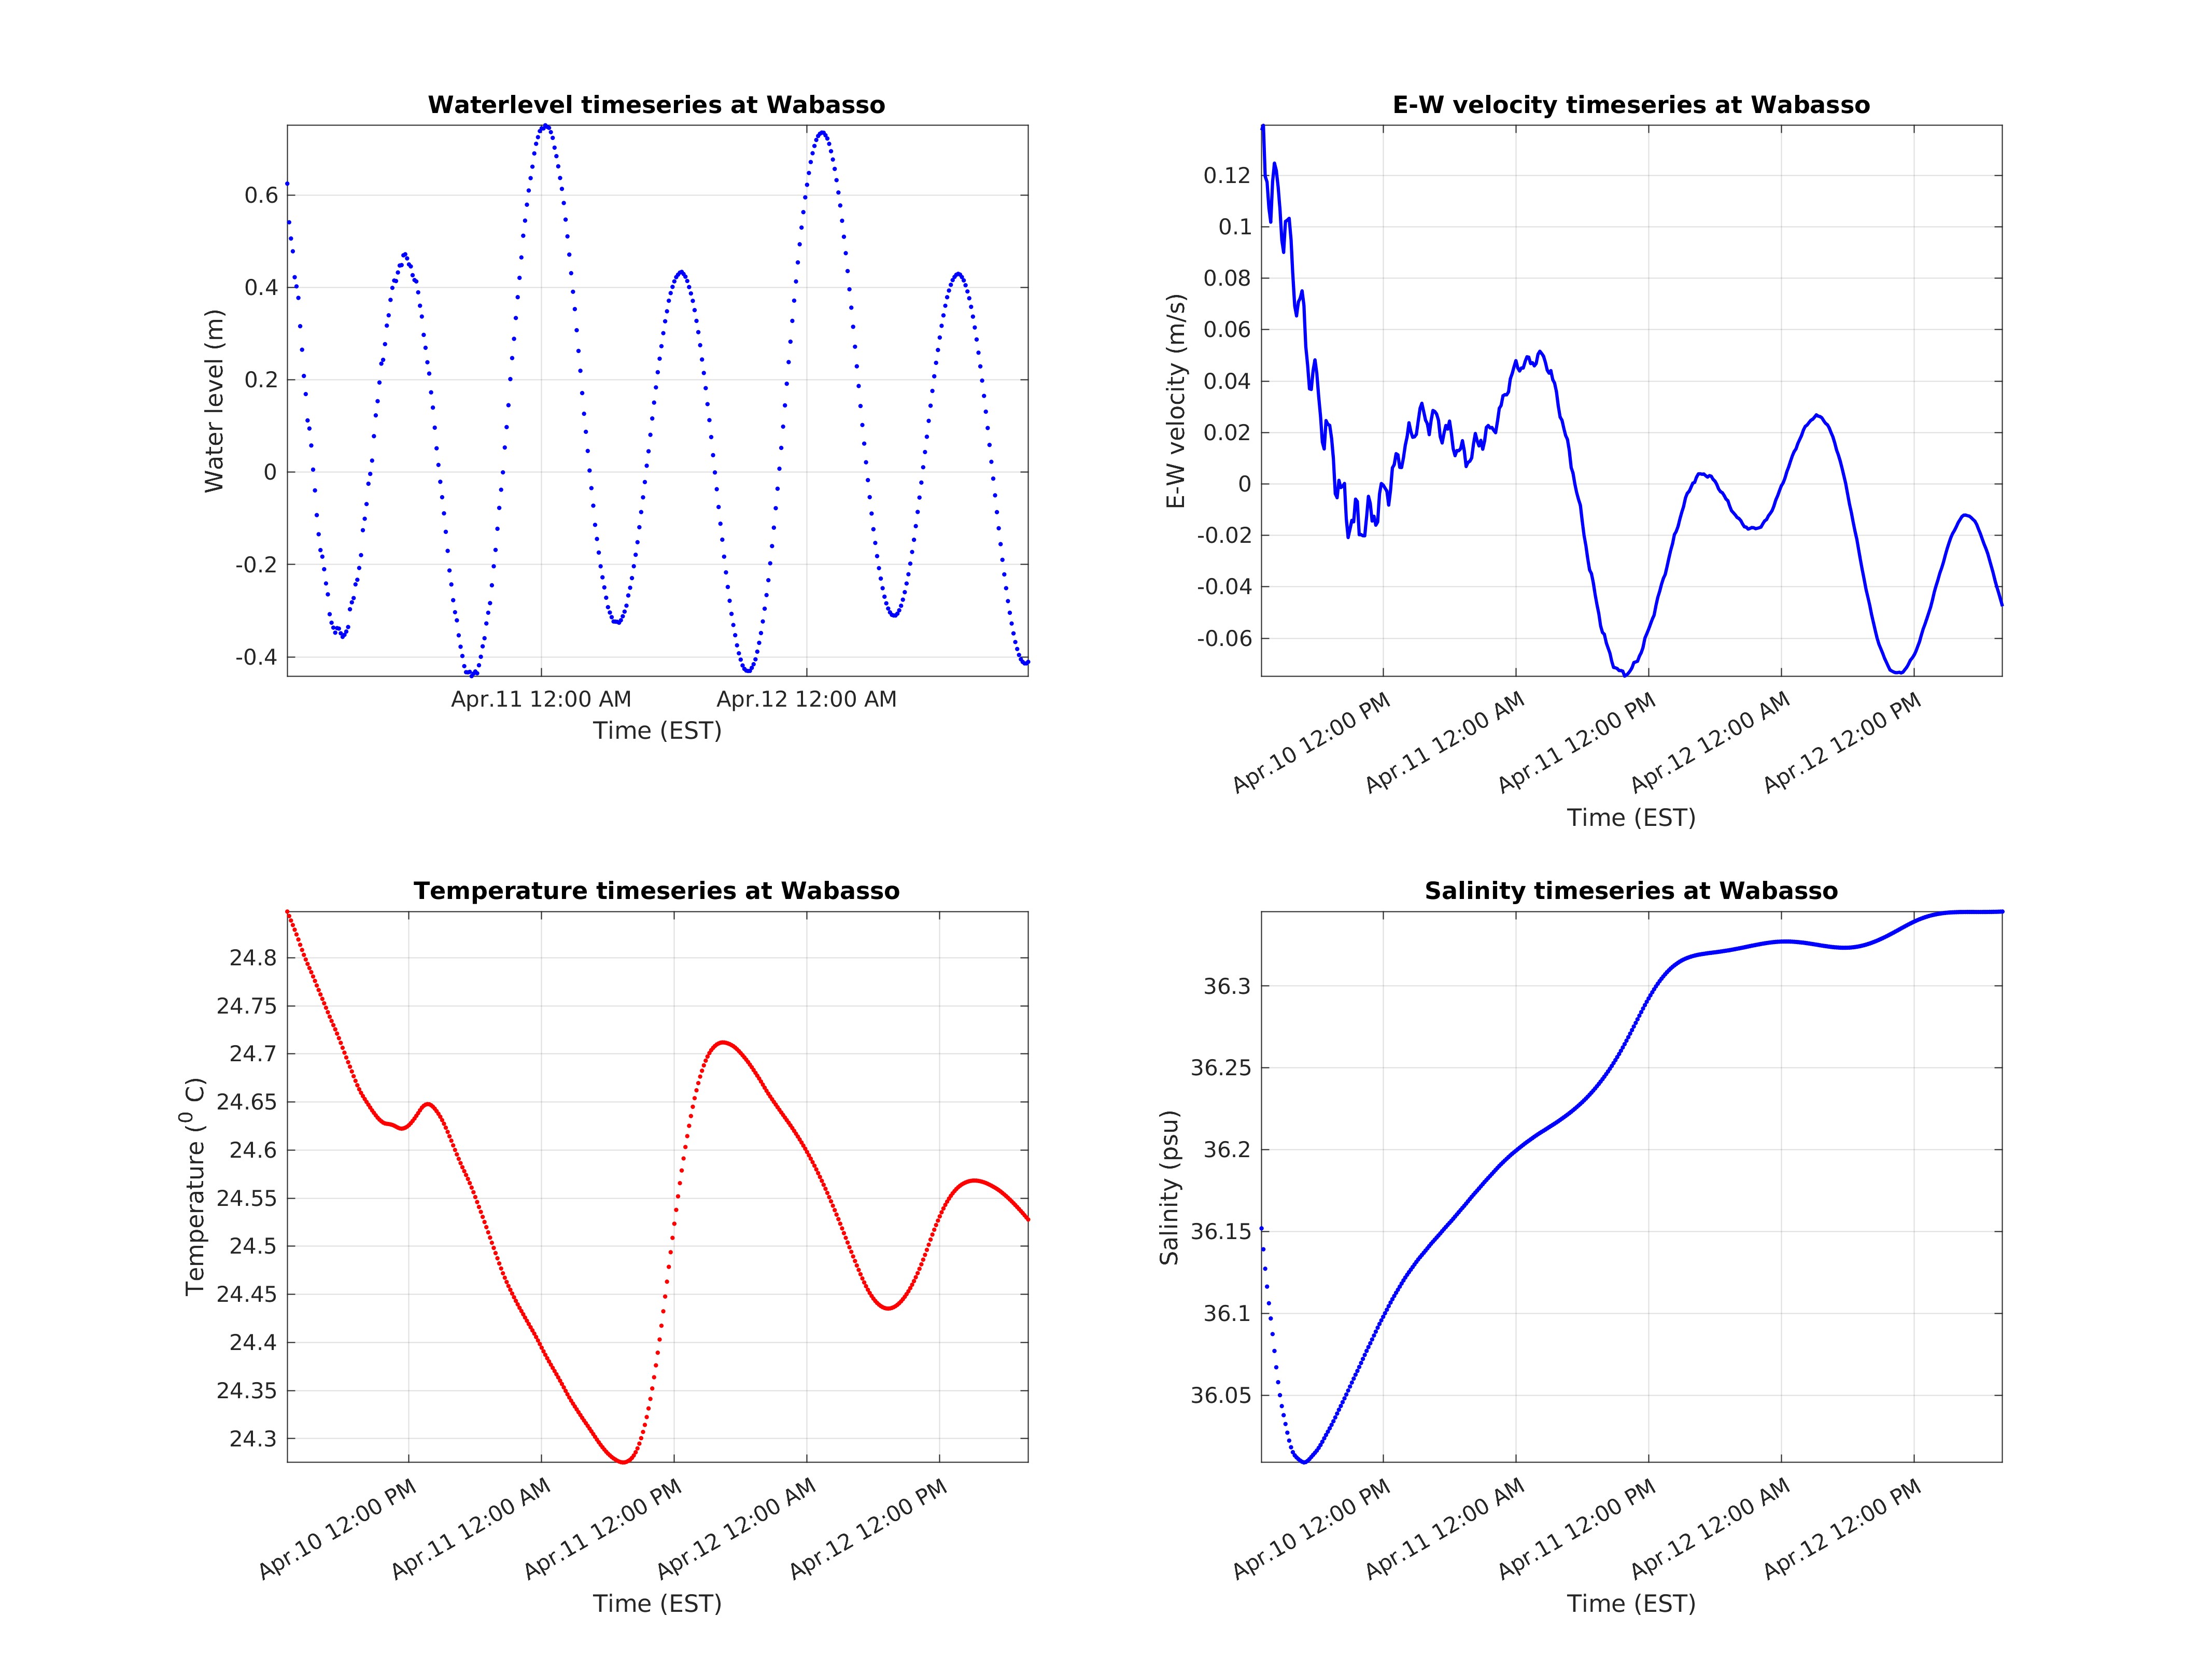 Waterlevel timeseries at Wabasso
Water level (m)
0.6
0.4
0.2
0
-0.2
-0.4
Apr.11 12:00 AM
Apr.12 12:00 AM
Time (EST)
E-W velocity timeseries at Wabasso
E-W velocity (m/s)
0.12
0.1
0.08
0.06
0.04
0.02
0
-0.02
-0.04
-0.06
Apr.10 12:00 PM
Apr.11 12:00 AM
Apr.11 12:00 PM
Apr.12 12:00 AM
Apr.12 12:00 PM
Time (EST)
Temperature timeseries at Wabasso
Temperature (⁰ C)
24.8
24.75
24.7
24.65
24.6
24.55
24.5
24.45
24.4
24.35
24.3
Apr.10 12:00 PM
Apr.11 12:00 AM
Apr.11 12:00 PM
Apr.12 12:00 AM
Apr.12 12:00 PM
Time (EST)
Salinity timeseries at Wabasso
Salinity (psu)
36.3
36.25
36.2
36.15
36.1
36.05
Apr.10 12:00 PM
Apr.11 12:00 AM
Apr.11 12:00 PM
Apr.12 12:00 AM
Apr.12 12:00 PM
Time (EST)